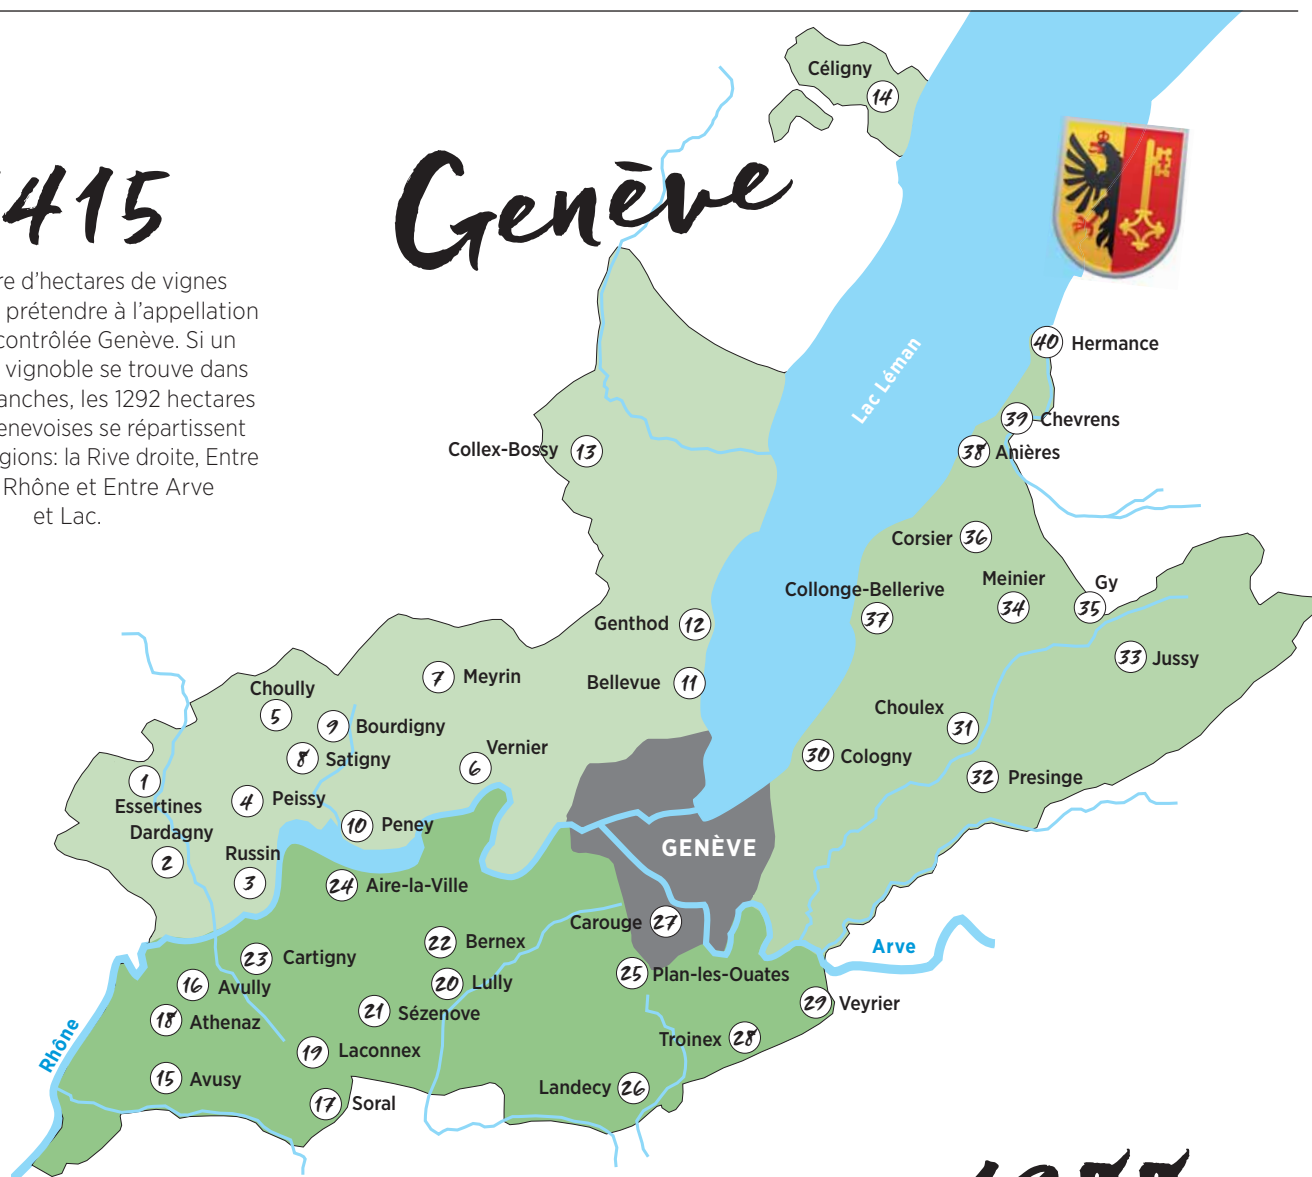 Genève
415
d'hectares de vignes
prétendre à l'appellation
contrôlée Genève. Si un
vignoble se trouve dans
les 1292 hectares
se répartissent
la Rive droite, Entre
Rhône et Entre Arve
et Lac.
Céligny
14
Lac Léman
40 Hermance
39 Chevrens
38 Anières
Collex-Bossy 13
Corsier 36
Meinier
34
Gy
35
Collonge-Bellerive
37
Genthod 12
33 Jussy
7 Meyrin
Bellevue 11
Choully
5
9 Bourdigny
Choulex
31
8 Satigny
Vernier
6
30 Cologny
32 Presinge
1
Essertines
4 Peissy
10 Peney
Dardagny
2
Russin
3
GENÈVE
24 Aire-la-Ville
Carouge 27
22 Bernex
Arve
23 Cartigny
25 Plan-les-Ouates
16 Avully
20 Lully
29 Veyrier
21 Sézenove
18 Athenaz
Troinex 28
Rhône
19 Laconnex
15 Avusy
Landecy 26
17 Soral